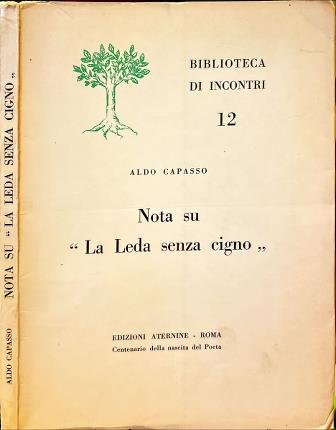 BIBLIOTECA
DI INCONTRI
12
ALDO CAPASSO
Nota su
“ La Leda senza cigno „
EDIZIONI ATERNINE - ROMA
Centenario della nascita del Poeta
ALDO CAPASSO NOTA SU “ LA LEDA SENZA CIGNO „